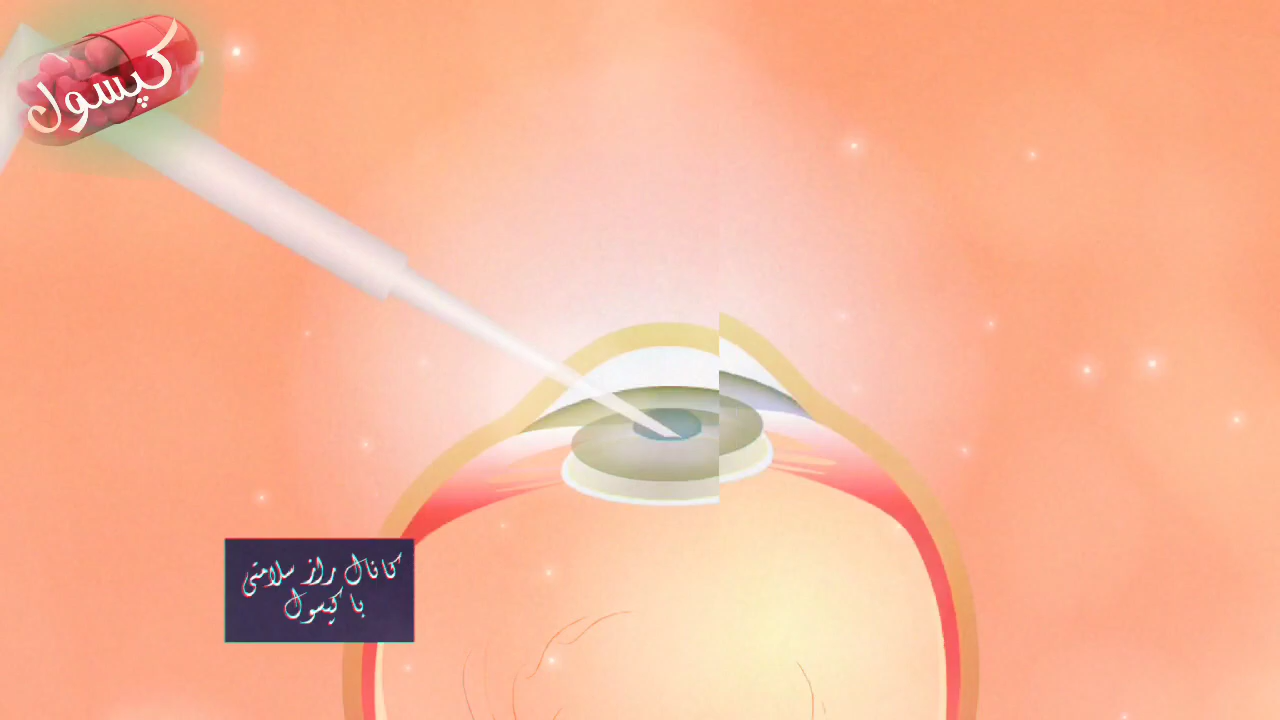 کپسول
کانال راز سلامتی
با کپسول